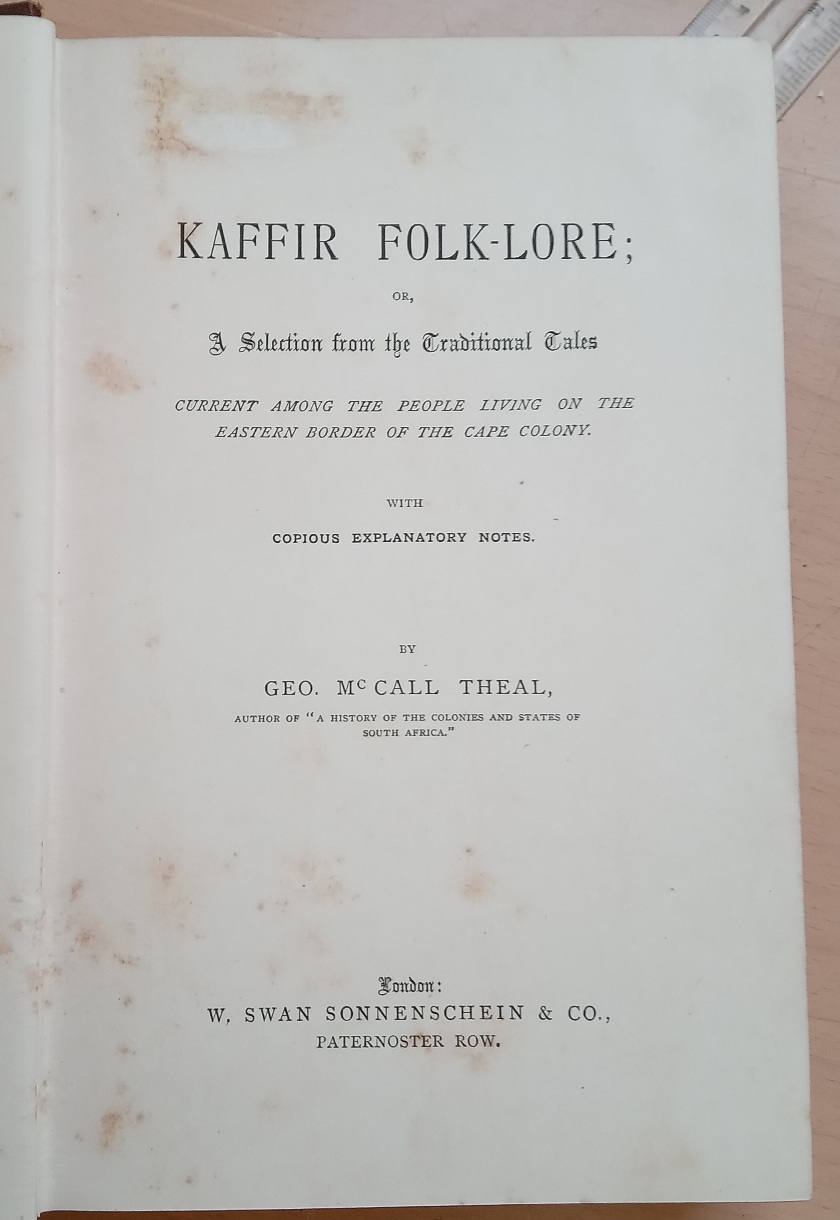 KAFFIR FOLK-LORE;
OR,
A Selection from the Traditional Tales
CURRENT AMONG THE PEOPLE LIVING ON THE
EASTERN BORDER OF THE CAPE COLONY.
WITH
COPIOUS EXPLANATORY NOTES.
BY
GEO. McCALL THEAL,
AUTHOR OF "A HISTORY OF THE COLONIES AND STATES OF
SOUTH AFRICA."
London:
W. SWAN SONNENSCHEIN & CO.,
PATERNOSTER ROW.